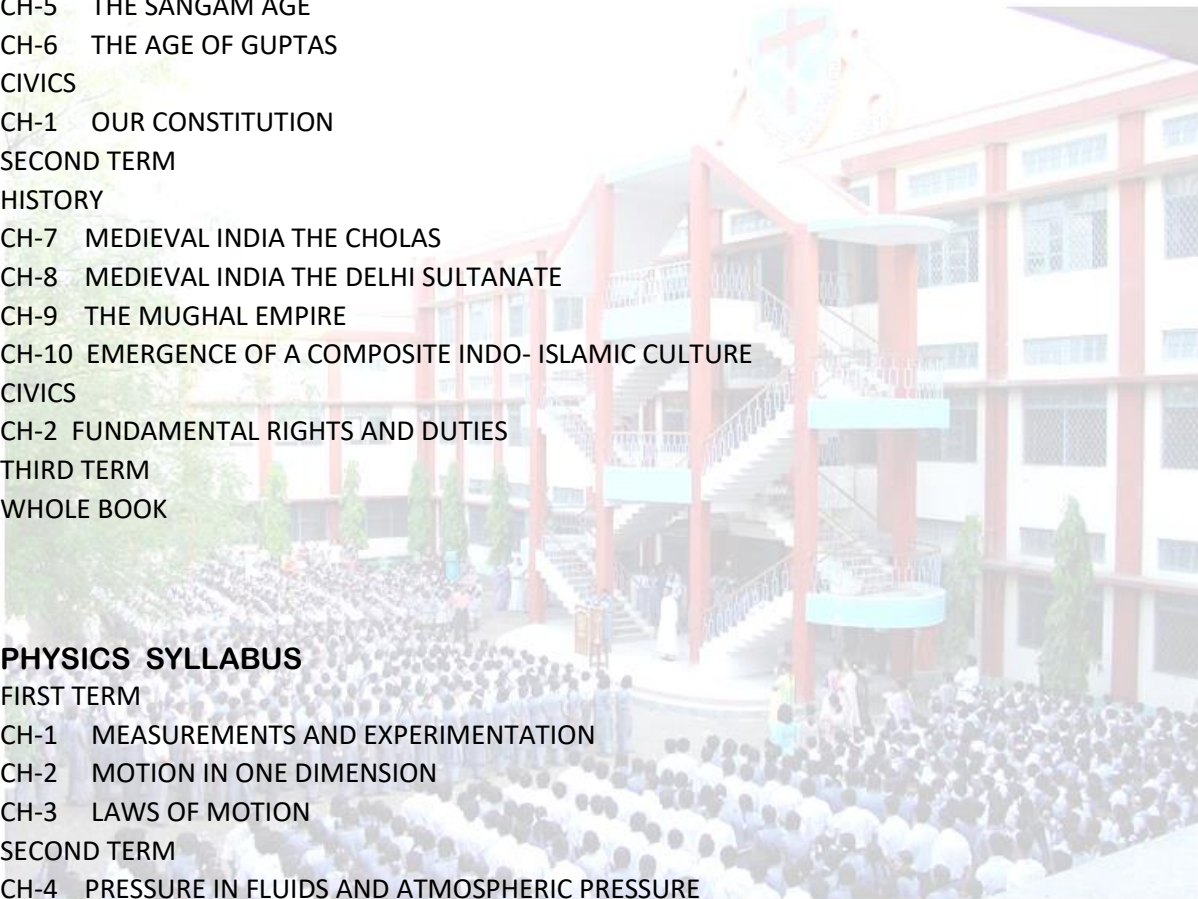 CH-5 THE SANGAM AGE
CH-6 THE AGE OF GUPTAS
CIVICS
CH-1 OUR CONSTITUTION
SECOND TERM
HISTORY
CH-7 MEDIEVAL INDIA THE CHOLAS
CH-8 MEDIEVAL INDIA THE DELHI SULTANATE
CH-9 THE MUGHAL EMPIRE
CH-10 EMERGENCE OF A COMPOSITE INDO- ISLAMIC CULTURE
CIVICS
CH-2 FUNDAMENTAL RIGHTS AND DUTIES
THIRD TERM
WHOLE BOOK
PHYSICS SYLLABUS
FIRST TERM
CH-1 MEASUREMENTS AND EXPERIMENTATION
CH-2 MOTION IN ONE DIMENSION
CH-3 LAWS OF MOTION
SECOND TERM
CH-4 PRESSURE IN FLUIDS AND ATMOSPHERIC PRESSURE